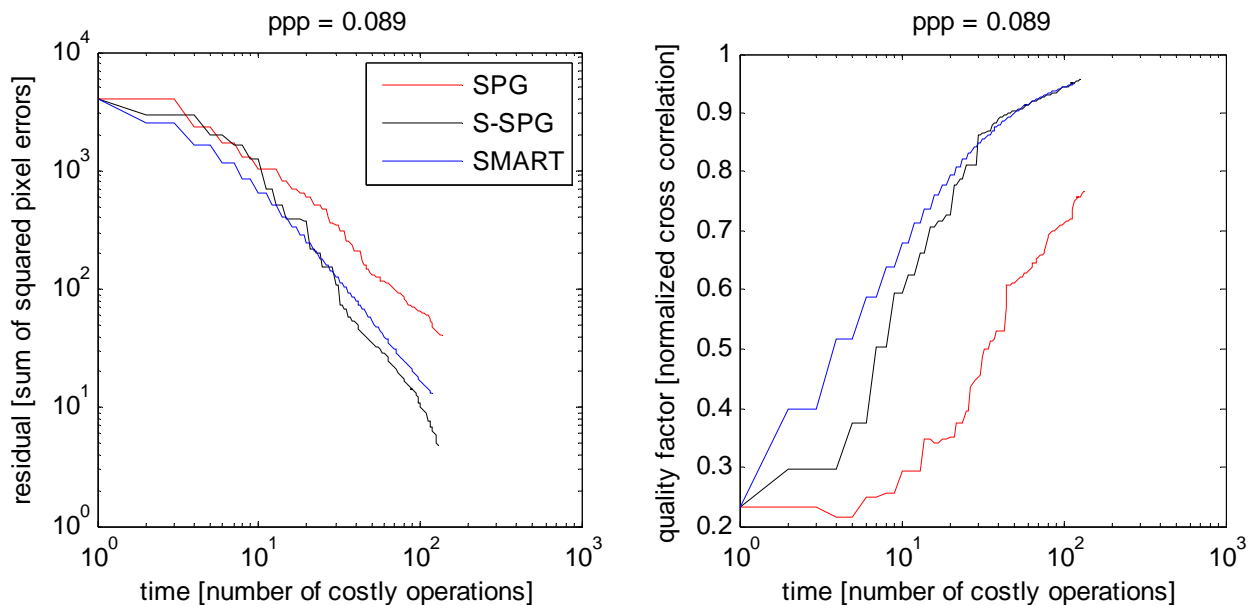 ppp = 0.089
residual [sum of squared pixel errors]
10^4
10^3
10^2
10^1
10^0
SPG
S-SPG
SMART
10^0 10^1 10^2 10^3
time [number of costly operations]
ppp = 0.089
quality factor [normalized cross correlation]
1
0.9
0.8
0.7
0.6
0.5
0.4
0.3
0.2
10^0 10^1 10^2 10^3
time [number of costly operations]